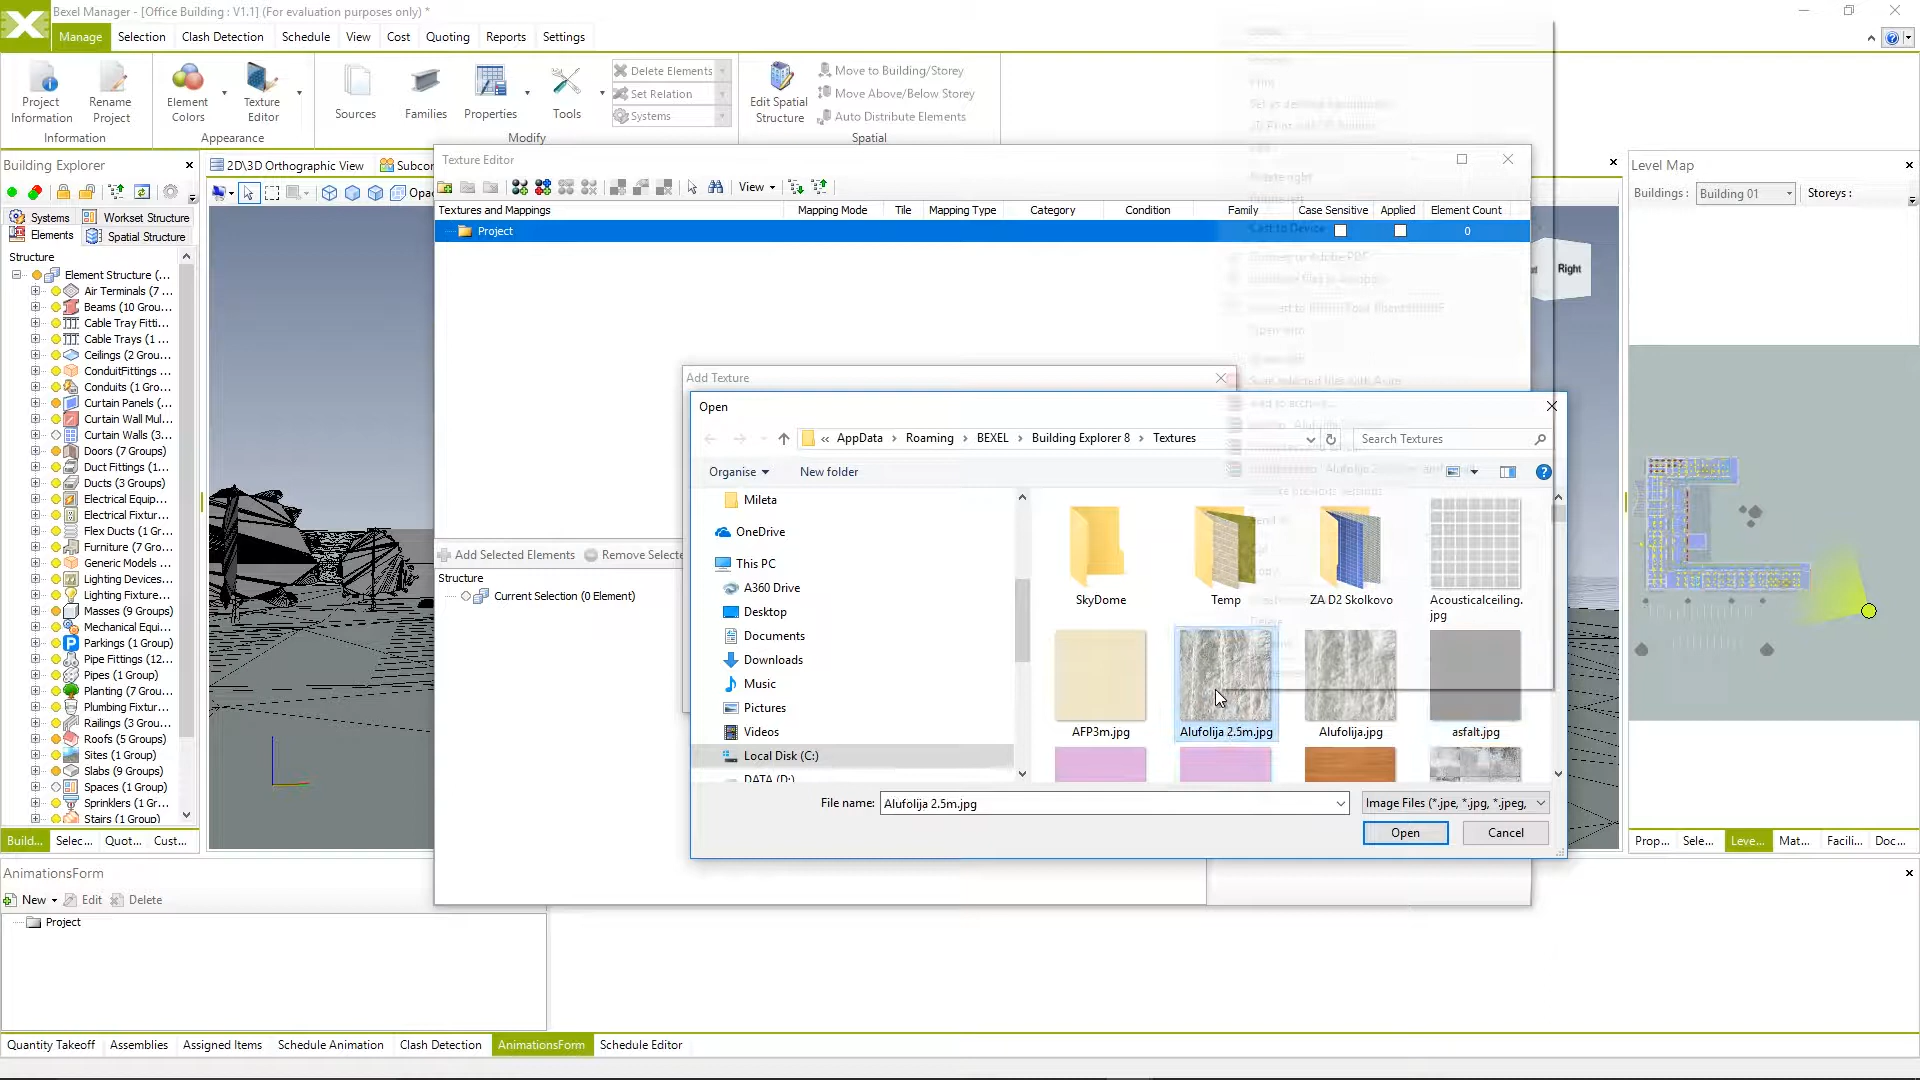 Bexel Manager - [Office Building : V1.1] (For evaluation purposes only) *
Manage Selection Clash Detection Schedule View Cost Quoting Reports Settings
Project Information
Rename Project
Element Colors
Texture Editor
Sources
Families
Properties
Tools
Delete Elements
Set Relation
Systems
Edit Spatial Structure
Move to Building/Storey
Move Above/Below Storey
Auto Distribute Elements
Information Appearance Modify Spatial
Building Explorer
Systems Workset Structure
Elements Spatial Structure
Structure
Element Structure (...
Air Terminals (7 ...
Beams (10 Grou...
Cable Tray Fitti...
Cable Trays (1 ...
Ceilings (2 Grou...
ConduitFittings ...
Conduits (1 Gro...
Curtain Panels (...
Curtain Wall Mul...
Curtain Walls (3...
Doors (7 Groups)
Duct Fittings (1...
Ducts (3 Groups)
Electrical Equip...
Electrical Fixtur...
Flex Ducts (1 Gr...
Furniture (7 Gro...
Generic Models ...
Lighting Devices...
Lighting Fixture...
Masses (9 Groups)
Mechanical Equi...
Parkings (1 Group)
Pipe Fittings (12...
Pipes (1 Group)
Planting (7 Grou...
Plumbing Fixtur...
Railings (3 Grou...
Roofs (5 Groups)
Sites (1 Group)
Slabs (9 Groups)
Spaces (1 Group)
Sprinklers (1 Gr...
Stairs (1 Group)
Build... Selec... Quot... Cust...
2D\3D Orthographic View Subcon
Opac
Texture Editor
View
Textures and Mappings Mapping Mode Tile Mapping Type Category Condition Family Case Sensitive Applied Element Count
Project 0
Cast to Device
Add Selected Elements Remove Selecte
Structure
Current Selection (0 Element)
Add Texture
Open
« AppData › Roaming › BEXEL › Building Explorer 8 › Textures
Search Textures
Organise New folder
Mileta
OneDrive
This PC
A360 Drive
Desktop
Documents
Downloads
Music
Pictures
Videos
Local Disk (C:)
DATA (D:)
SkyDome
Temp
ZA D2 Skolkovo
Acousticalceiling.jpg
AFP3m.jpg
Alufolija 2.5m.jpg
Alufolija.jpg
asfalt.jpg
File name: Alufolija 2.5m.jpg
Image Files (*.jpe, *.jpg, *.jpeg,
Open Cancel
Right
Level Map
Buildings : Building 01 Storeys :
Prop... Sele... Leve... Mat... Facili... Doc...
AnimationsForm
New Edit Delete
Project
Quantity Takeoff Assemblies Assigned Items Schedule Animation Clash Detection AnimationsForm Schedule Editor